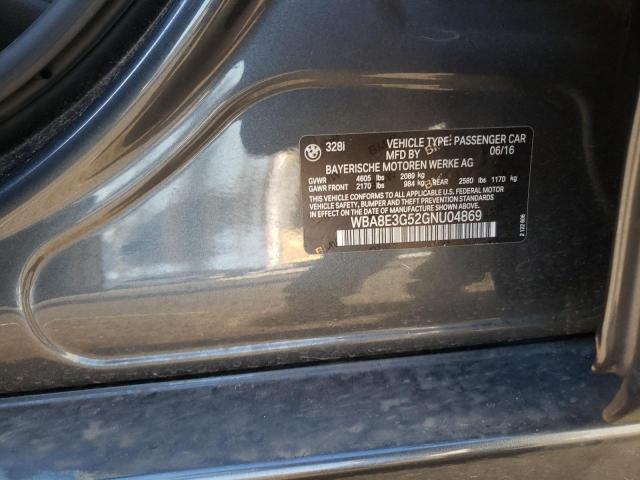 328i VEHICLE TYPE: PASSENGER CAR
MFD BY 06/16
BAYERISCHE MOTOREN WERKE AG
GVWR 4605 lbs 2089 kg
GAWR FRONT 2170 lbs 984 kg REAR 2580 lbs 1170 kg
THIS CAR CONFORMS TO ALL APPLICABLE U.S. FEDERAL MOTOR
VEHICLE SAFETY, BUMPER AND THEFT PREVENTION STANDARDS
IN EFFECT ON THE DATE OF MANUFACTURE SHOWN ABOVE.
WBA8E3G52GNU04869